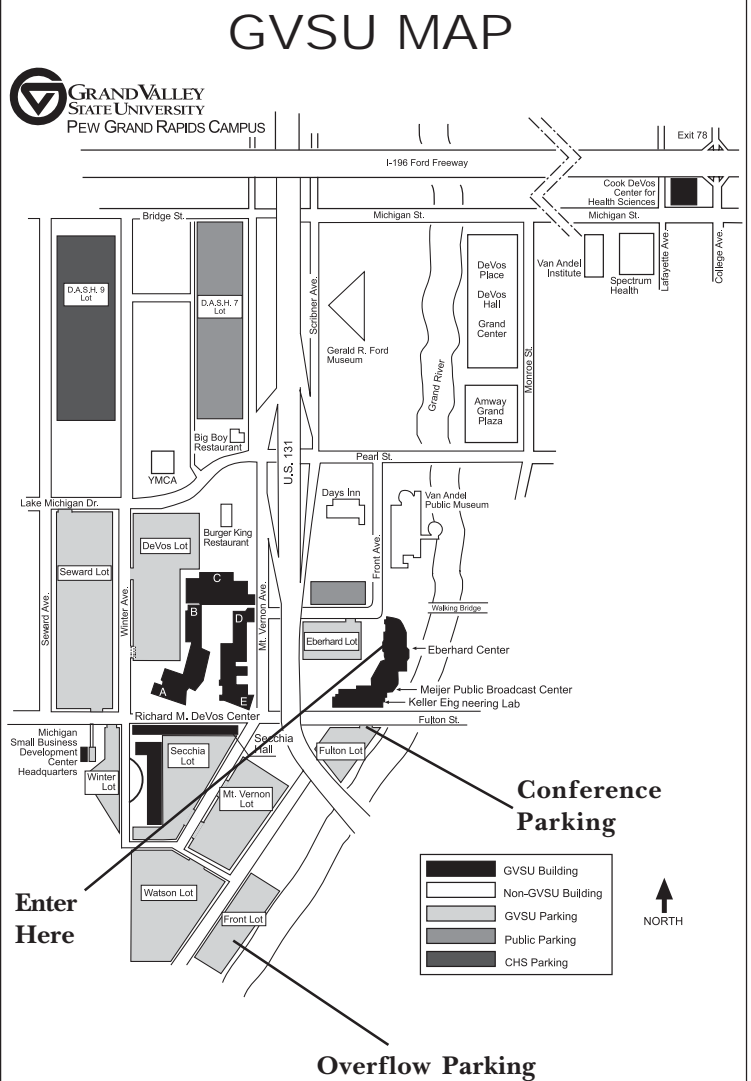 GVSU MAP
GRAND VALLEY
STATE UNIVERSITY
PEW GRAND RAPIDS CAMPUS
Exit 78
I-196 Ford Freeway
Cook DeVos
Center for
Health Sciences
Bridge St.
Michigan St.
Michigan St.
Lafayette Ave.
College Ave.
D.A.S.H. 9
Lot
D.A.S.H. 7
Lot
Scribner Ave.
Gerald R. Ford
Museum
Grand River
DeVos
Place
DeVos
Hall
Grand
Center
Monroe St.
Van Andel
Institute
Spectrum
Health
Amway
Grand
Plaza
Big Boy
Restaurant
YMCA
U.S. 131
Pearl St.
Lake Michigan Dr.
Days Inn
Van Andel
Public Museum
Burger King
Restaurant
DeVos Lot
Seward Lot
Seward Ave.
Winter Ave.
Mt. Vernon Ave.
Front Ave.
C
B
D
A
E
Walking Bridge
Eberhard Lot
Eberhard Center
Meijer Public Broadcast Center
Keller Eng neering Lab
Richard M. DeVos Center
Fulton St.
Michigan
Small Business
Development
Center
Headquarters
Secchia
Hall
Secchia
Lot
Fulton Lot
Winter
Lot
Mt. Vernon
Lot
Conference
Parking
Watson Lot
Front Lot
Enter
Here
GVSU Building
Non-GVSU Building
GVSU Parking
Public Parking
CHS Parking
NORTH
Overflow Parking